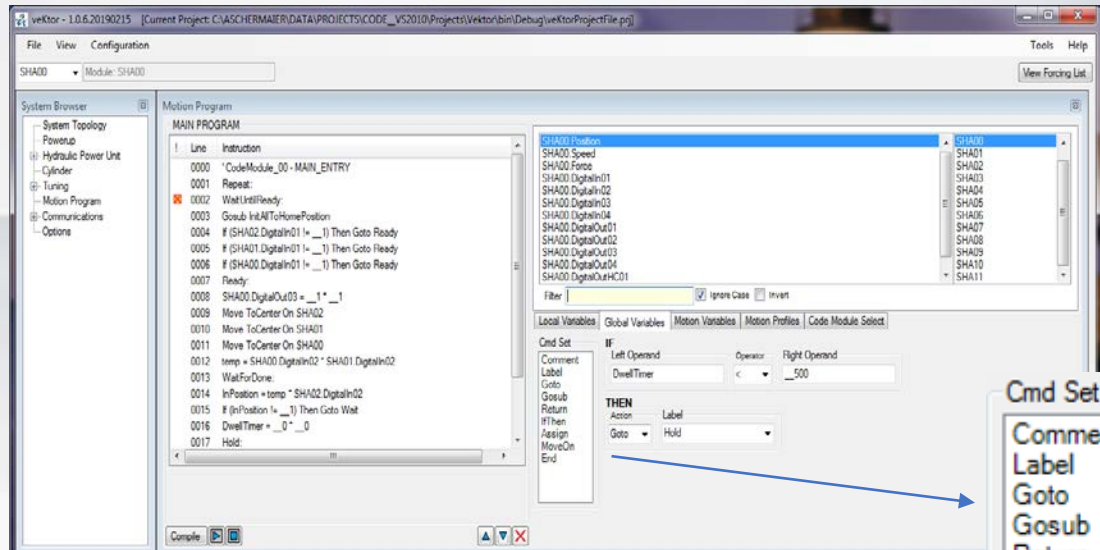 veKtor - 1.0.6.20190215 [Current Project: C:\ASCHERMAIER\DATA\PROJECTS\CODE_VS2010\Projects\Vektor\bin\Debug\veKtorProjectFile.prj]
File View Configuration Tools Help
SHA00 Module: SHA00 View Forcing List
System Browser
System Topology
Powerup
Hydraulic Power Unit
Cylinder
Tuning
Motion Program
Communications
Options
Motion Program
MAIN PROGRAM
! Line Instruction
0000 'CodeModule_00 - MAIN_ENTRY'
0001 Repeat:
0002 WaitUntilReady:
0003 Gosub InitAllToHomePosition
0004 If (SHA02.DigitalIn01 != __1) Then Goto Ready
0005 If (SHA01.DigitalIn01 != __1) Then Goto Ready
0006 If (SHA00.DigitalIn01 != __1) Then Goto Ready
0007 Ready:
0008 SHA00.DigitalOut03 = __1 * __1
0009 Move ToCenter On SHA02
0010 Move ToCenter On SHA01
0011 Move ToCenter On SHA00
0012 temp = SHA00.DigitalIn02 * SHA01.DigitalIn02
0013 WaitForDone:
0014 InPosition = temp * SHA02.DigitalIn02
0015 If (InPosition != __1) Then Goto Wait
0016 DwellTimer = __0 * __0
0017 Hold:
Compile
SHA00.Position
SHA00.Speed
SHA00.Force
SHA00.DigitalIn01
SHA00.DigitalIn02
SHA00.DigitalIn03
SHA00.DigitalIn04
SHA00.DigitalOut01
SHA00.DigitalOut02
SHA00.DigitalOut03
SHA00.DigitalOut04
SHA00.DigitalOutHC01
SHA00
SHA01
SHA02
SHA03
SHA04
SHA05
SHA06
SHA07
SHA08
SHA09
SHA10
SHA11
Filter Ignore Case Invert
Local Variables Global Variables Motion Variables Motion Profiles Code Module Select
Cmd Set
Comment
Label
Goto
Gosub
Return
IfThen
Assign
MoveOn
End
IF
Left Operand Operator Right Operand
DwellTimer < __500
THEN
Action Label
Goto Hold
Cmd Set
Comme
Label
Goto
Gosub